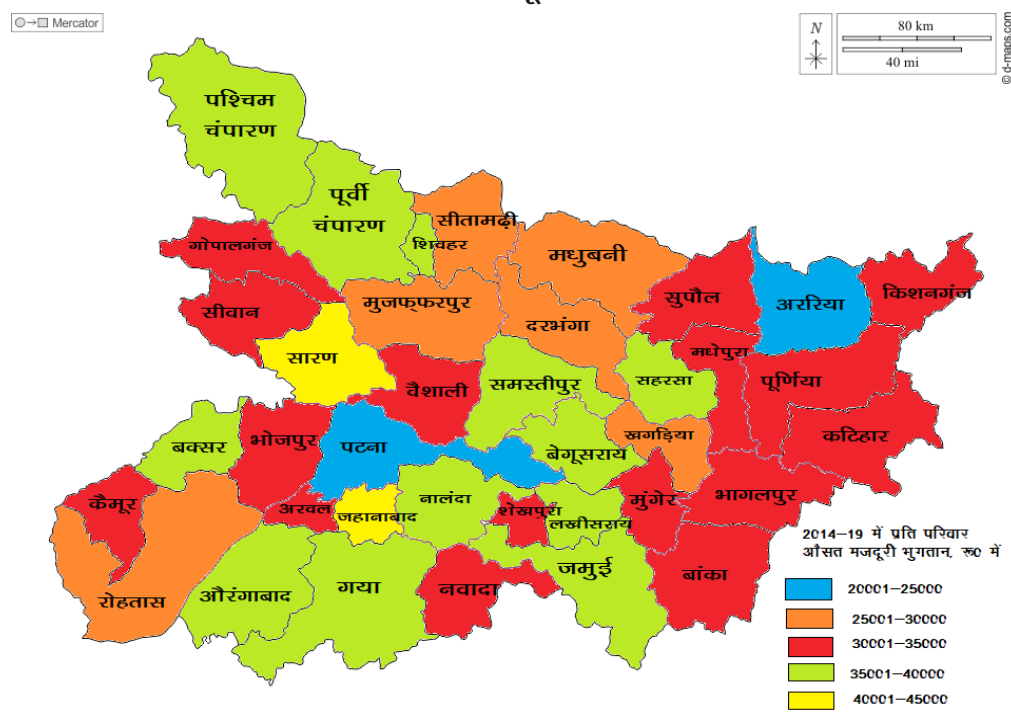 Mercator
N
80 km
40 mi
© d-maps.com
पश्चिम
चंपारण
पूर्वी
चंपारण
सीतामढ़ी
शिवहर
गोपालगंज
मधुबनी
सीवान
मुजफ्फरपुर
दरभंगा
सुपौल
अररिया
किशनगंज
सारण
वैशाली
समस्तीपुर
सहरसा
मधेपुरा
पूर्णिया
बक्सर
भोजपुर
पटना
बेगूसराय
खगड़िया
कटिहार
कैमूर
अरवल
जहानाबाद
नालंदा
शेखपुरा
लखीसराय
मुंगेर
भागलपुर
रोहतास
औरंगाबाद
गया
नवादा
जमुई
बांका
2014–19 में प्रति परिवार
औसत मजदूरी भुगतान, रू0 में
20001–25000
25001–30000
30001–35000
35001–40000
40001–45000